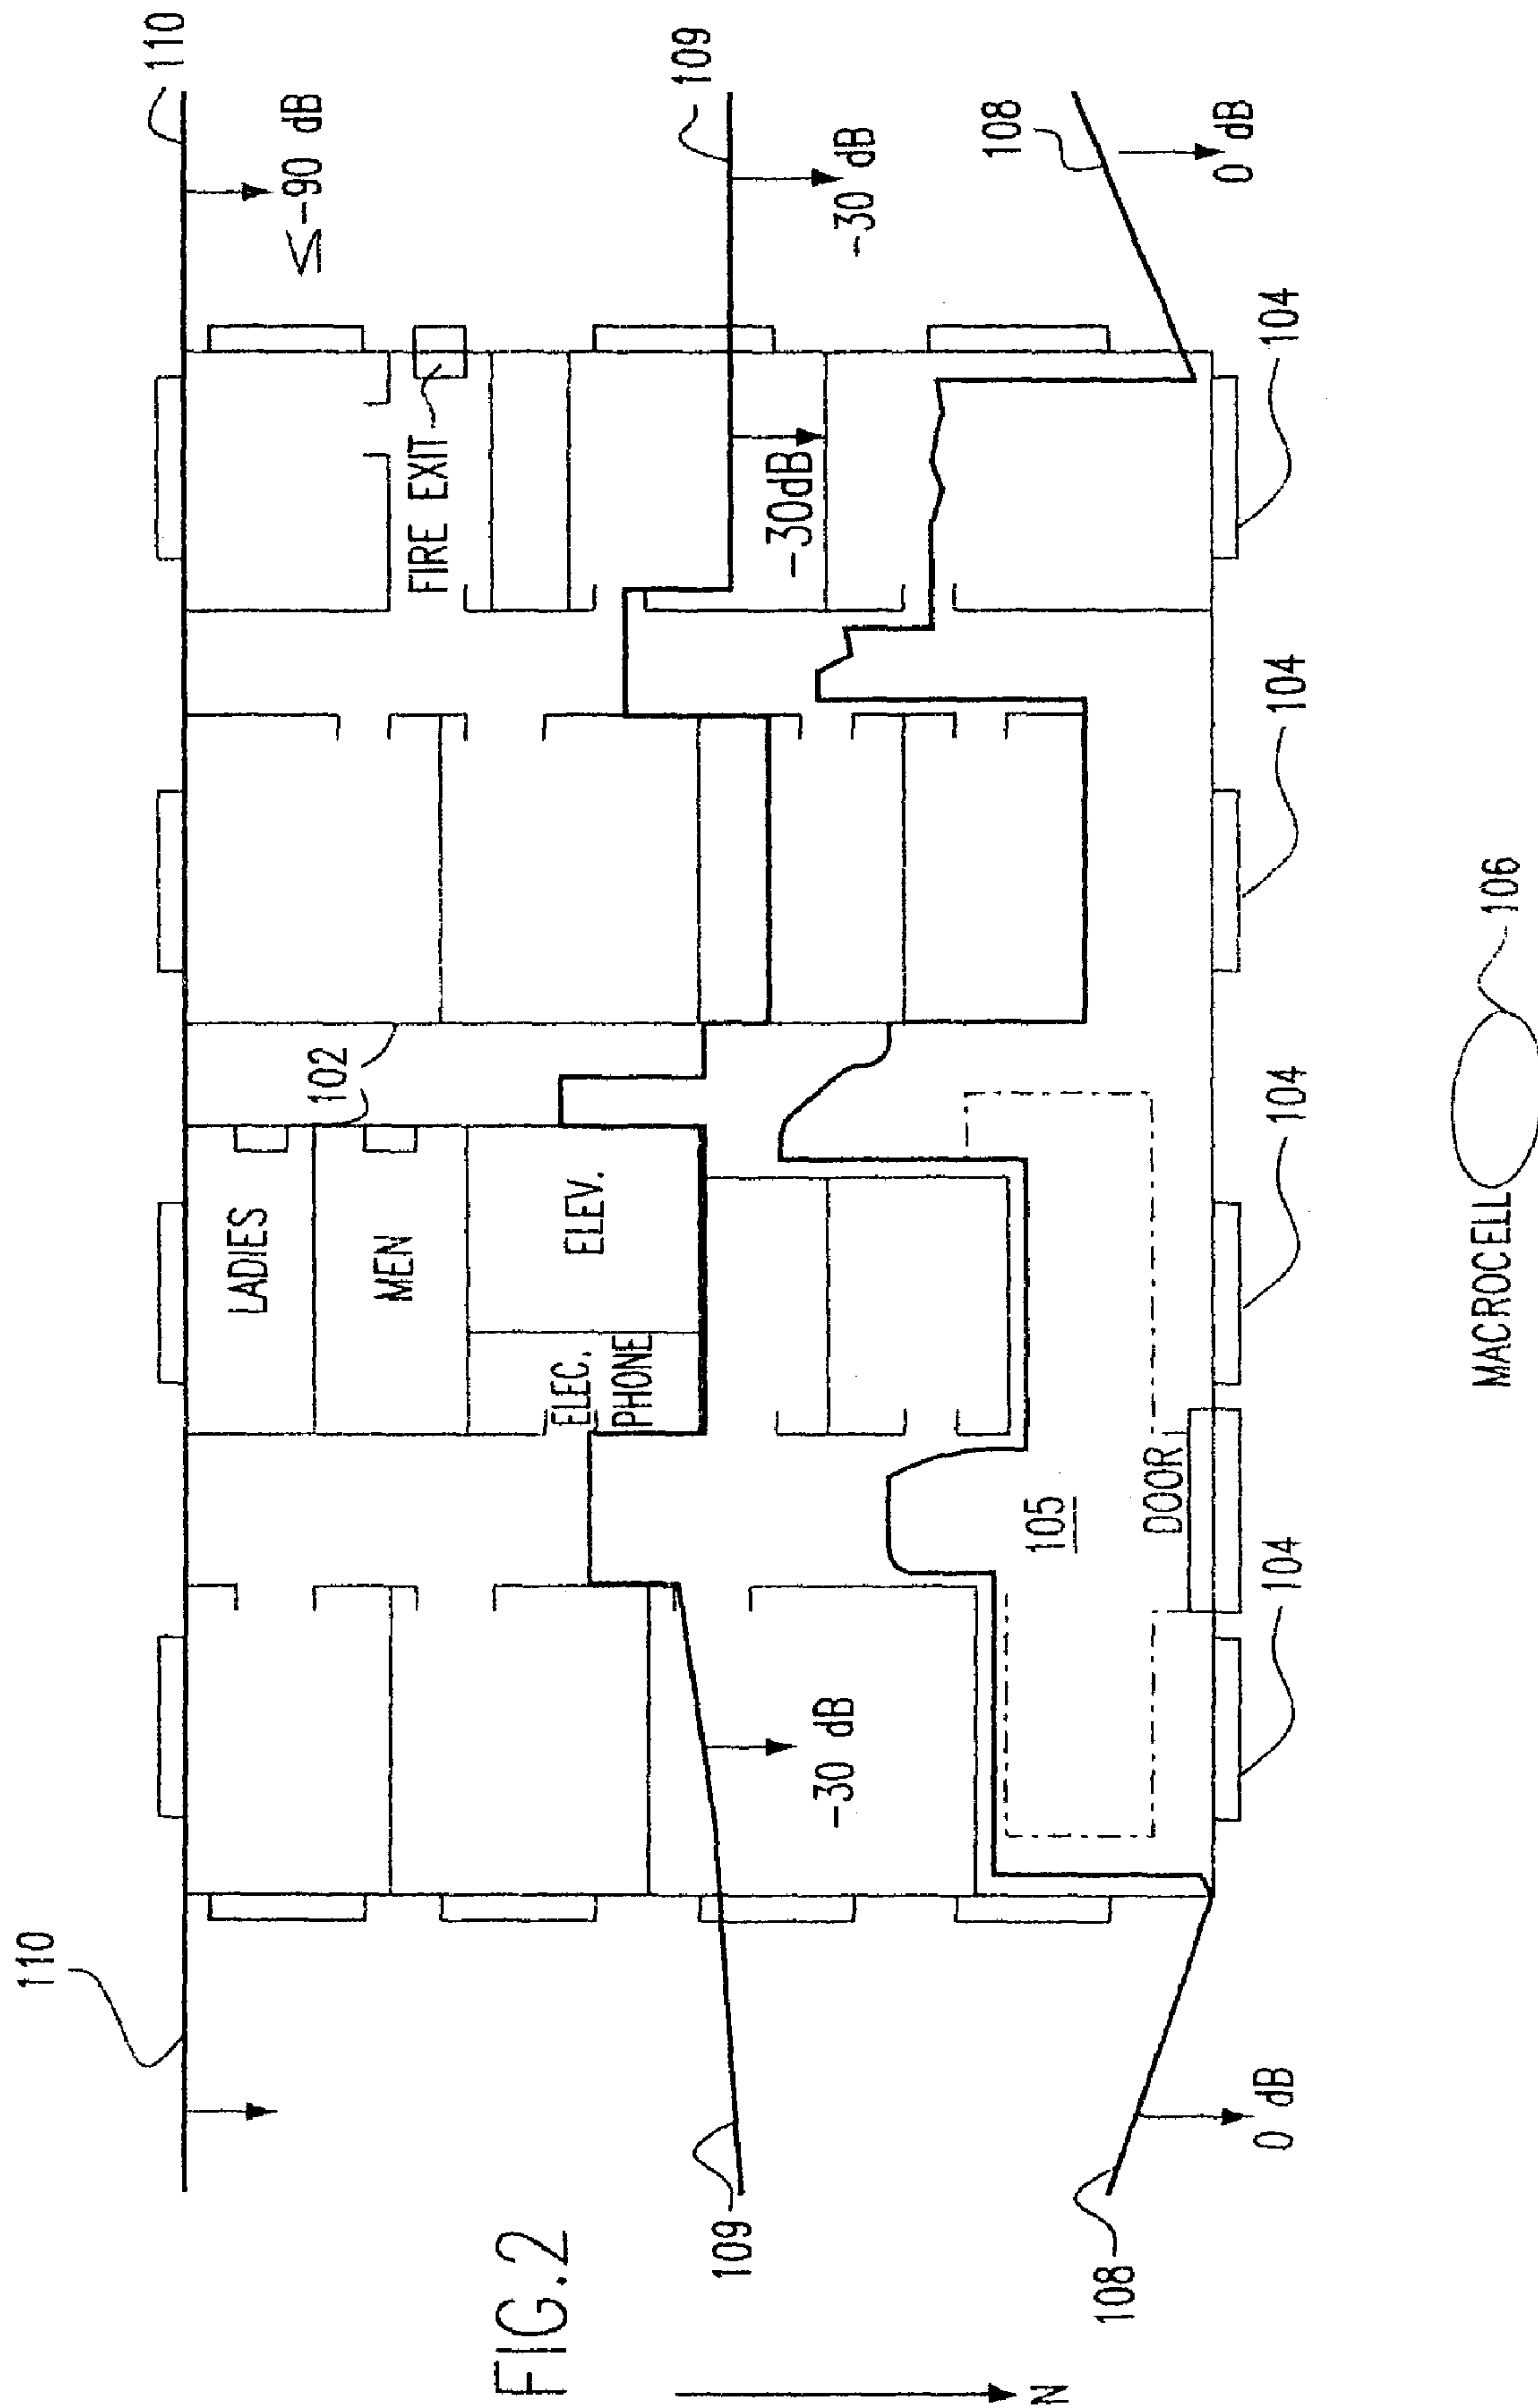 FIG.2
N
110
110
≤-90 dB
109
109
-30 dB
-30 dB
-30dB
108
108
0 dB
0 dB
FIRE EXIT
102
LADIES
MEN
ELEV.
ELEC.
PHONE
105
DOOR
104
104
104
104
MACROCELL
106